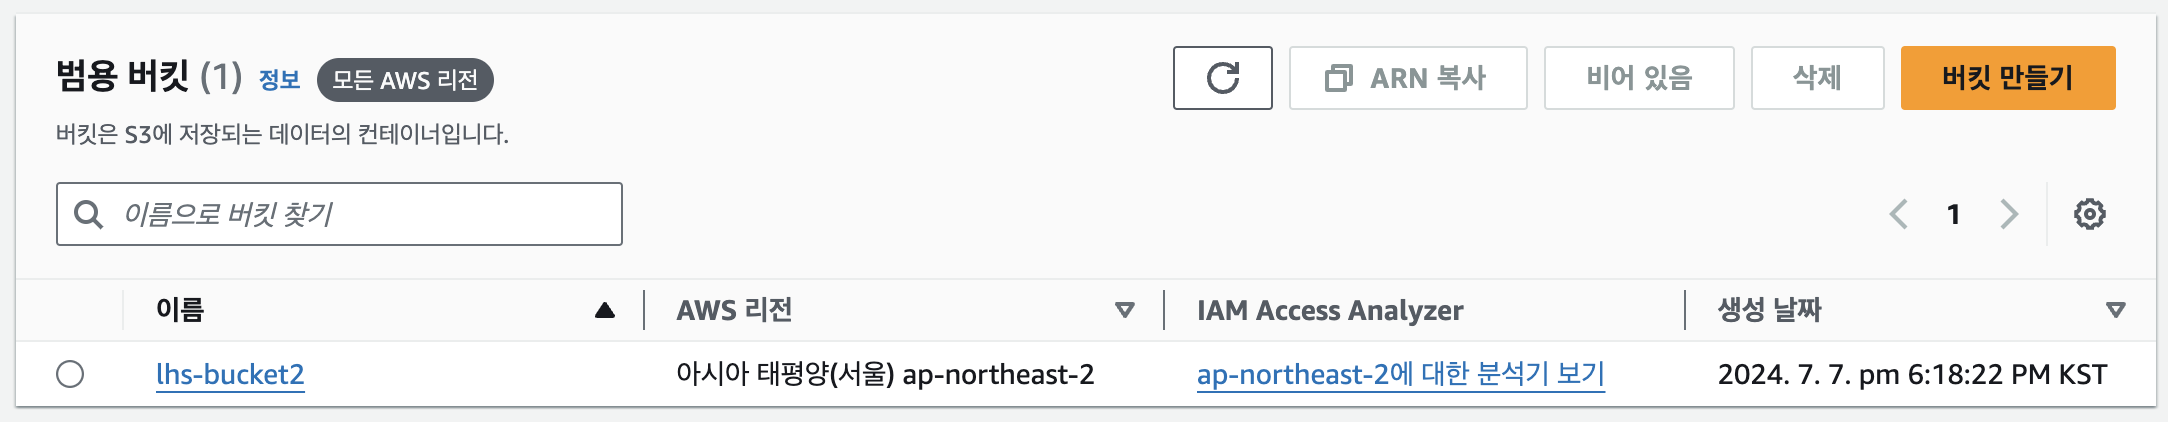 범용 버킷 (1) 정보 모든 AWS 리전
버킷은 S3에 저장되는 데이터의 컨테이너입니다.
ARN 복사 비어 있음 삭제 버킷 만들기
이름으로 버킷 찾기
1
이름 AWS 리전 IAM Access Analyzer 생성 날짜
lhs-bucket2 아시아 태평양(서울) ap-northeast-2 ap-northeast-2에 대한 분석기 보기 2024. 7. 7. pm 6:18:22 PM KST